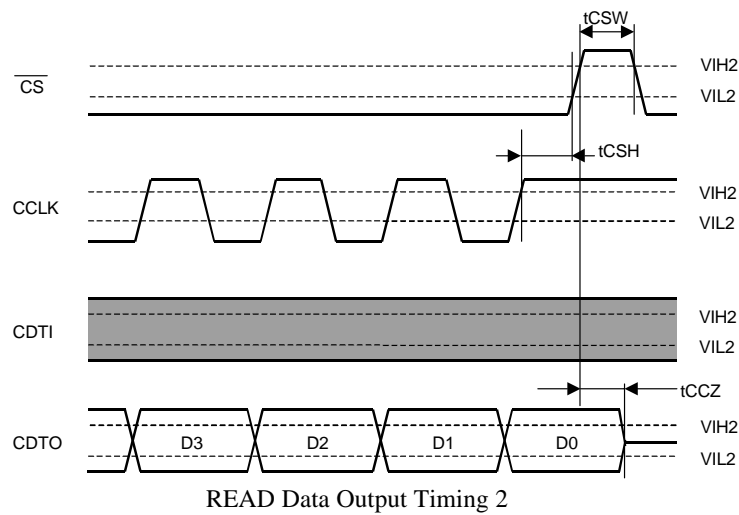 tCSW
CS
VIH2
VIL2
tCSH
CCLK
VIH2
VIL2
CDTI
VIH2
VIL2
tCCZ
CDTO
D3
D2
D1
D0
VIH2
VIL2
READ Data Output Timing 2